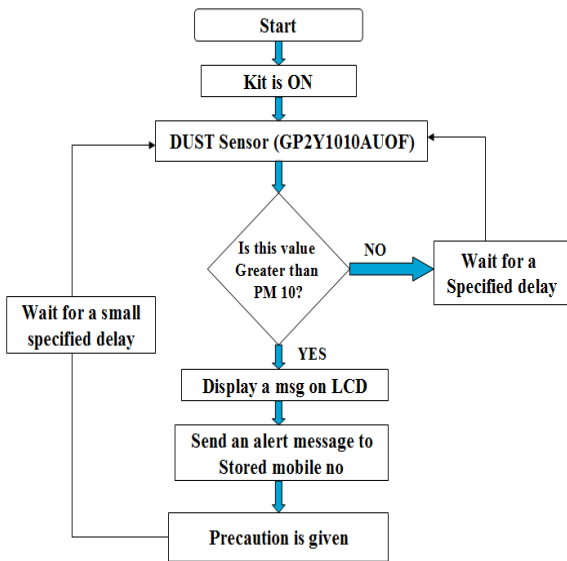 Start
Kit is ON
DUST Sensor (GP2Y1010AUOF)
Is this value
Greater than
PM 10?
NO
Wait for a
Specified delay
Wait for a small
specified delay
YES
Display a msg on LCD
Send an alert message to
Stored mobile no
Precaution is given